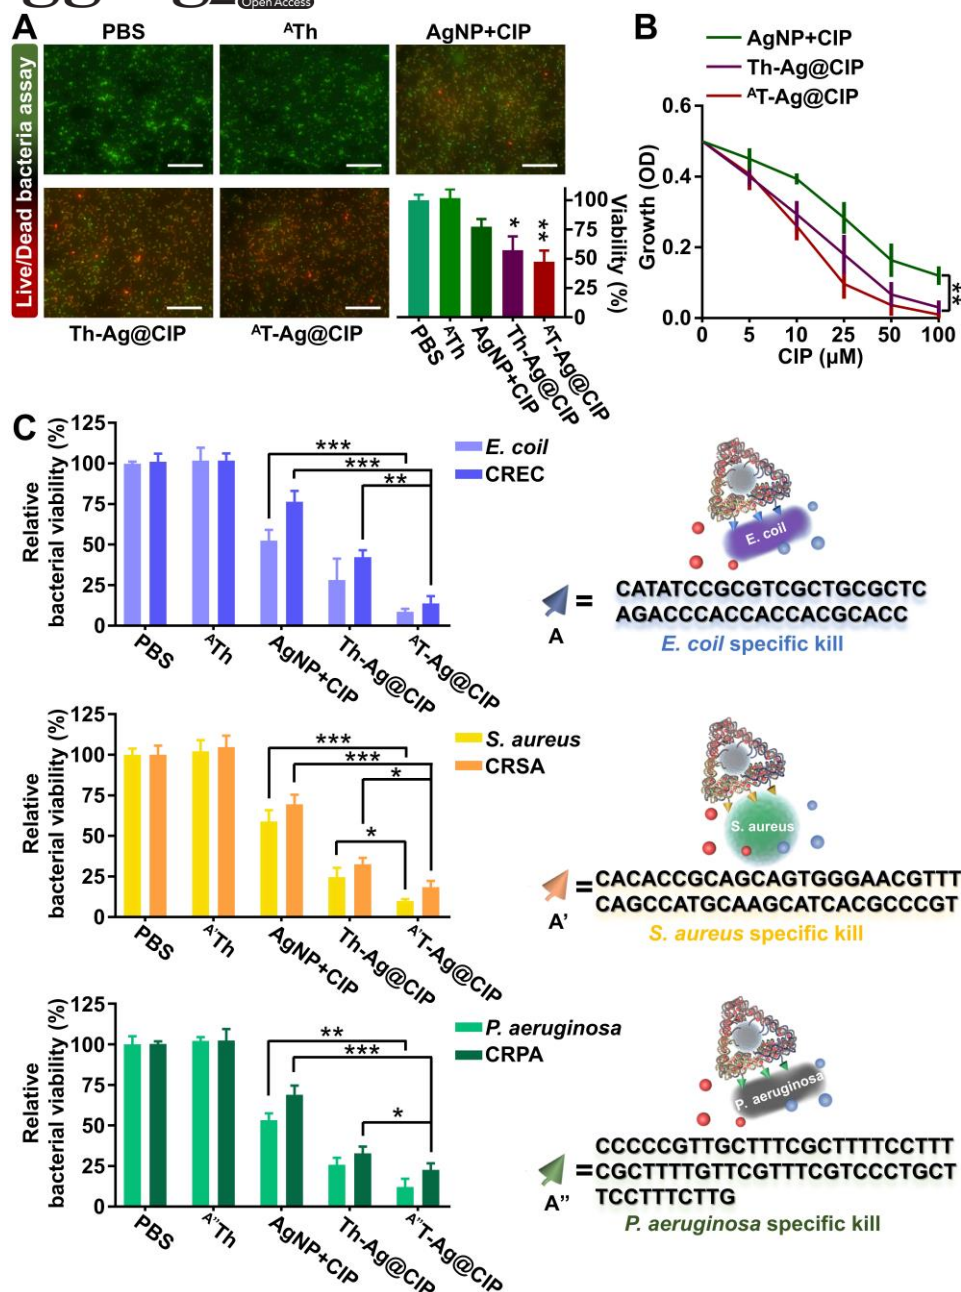 Open Access
A
PBS
ᴬTh
AgNP+CIP
Live/Dead bacteria assay
Th-Ag@CIP
ᴬT-Ag@CIP
*
**
100
75
50
25
0
Viability (%)
PBS
ᴬTh
AgNP+CIP
Th-Ag@CIP
ᴬT-Ag@CIP
B
AgNP+CIP
Th-Ag@CIP
ᴬT-Ag@CIP
0.6
0.4
0.2
0.0
Growth (OD)
**
0 5 10 25 50 100
CIP (µM)
C
Relative
bacterial viability (%)
125
100
75
50
25
0
***
***
**
E. coil
CREC
PBS
ᴬTh
AgNP+CIP
Th-Ag@CIP
ᴬT-Ag@CIP
E. coil
A
=
CATATCCGCGTCGCTGCGCTC
AGACCCACCACCACGCACC
E. coil specific kill
Relative
bacterial viability (%)
125
100
75
50
25
0
***
***
*
*
S. aureus
CRSA
PBS
ᴬ'Th
AgNP+CIP
Th-Ag@CIP
ᴬ'T-Ag@CIP
S. aureus
A'
=
CACACCGCAGCAGTGGGAACGTTT
CAGCCATGCAAGCATCACGCCCGT
S. aureus specific kill
Relative
bacterial viability (%)
125
100
75
50
25
0
**
***
*
P. aeruginosa
CRPA
PBS
ᴬ''Th
AgNP+CIP
Th-Ag@CIP
ᴬ''T-Ag@CIP
P. aeruginosa
A''
=
CCCCCGTTGCTTTCGCTTTTCCTTT
CGCTTTTGTTCGTTTCGTCCCTGCT
TCCTTTCTTG
P. aeruginosa specific kill